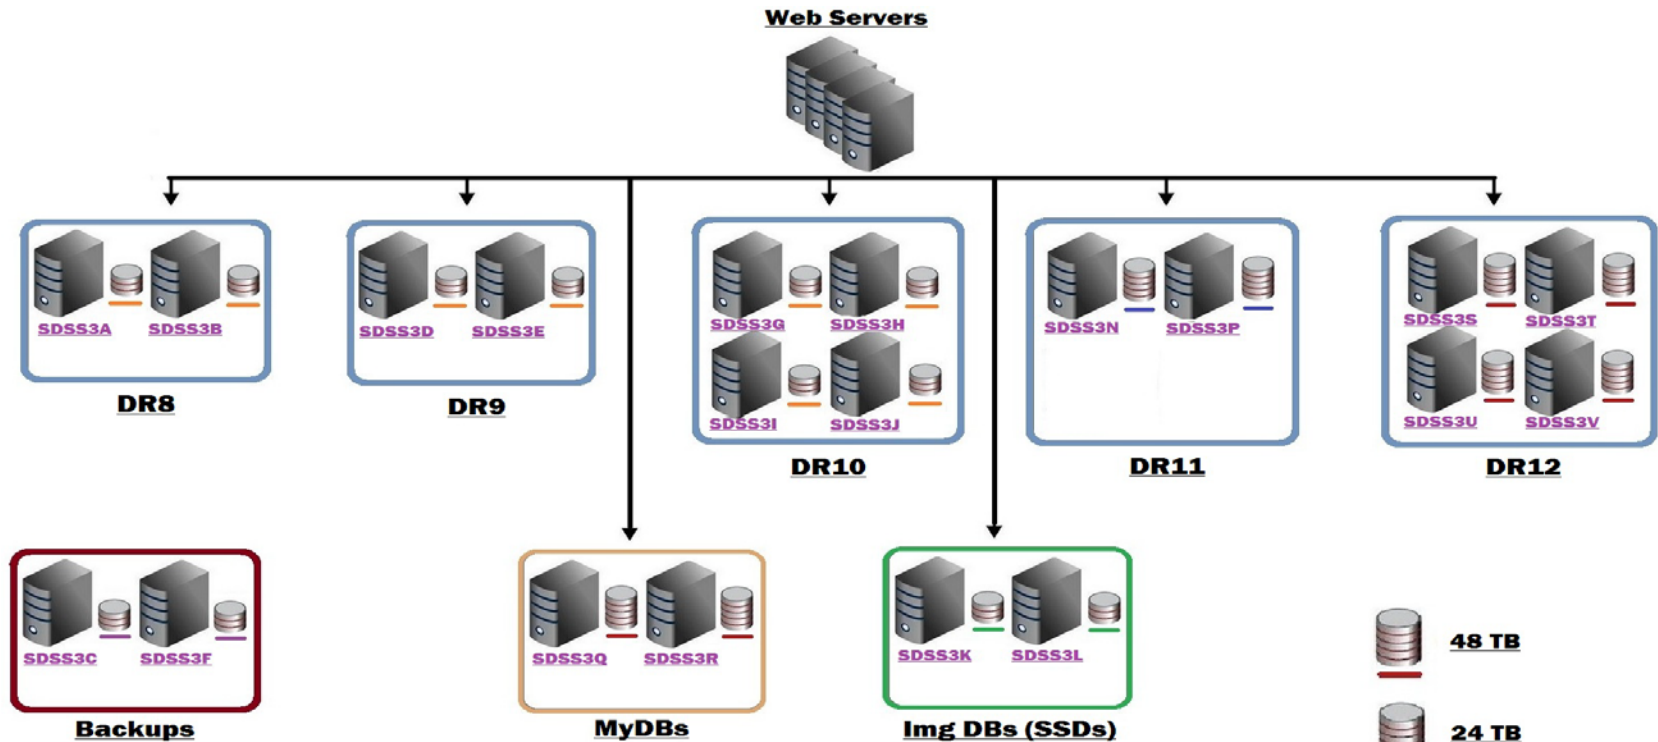 Web Servers
SDSS3A SDSS3B
DR8
SDSS3D SDSS3E
DR9
SDSS3G SDSS3H
SDSS3I SDSS3J
DR10
SDSS3N SDSS3P
DR11
SDSS3S SDSS3T
SDSS3U SDSS3V
DR12
SDSS3C SDSS3F
Backups
SDSS3Q SDSS3R
MyDBs
SDSS3K SDSS3L
Img DBs (SSDs)
48 TB
24 TB